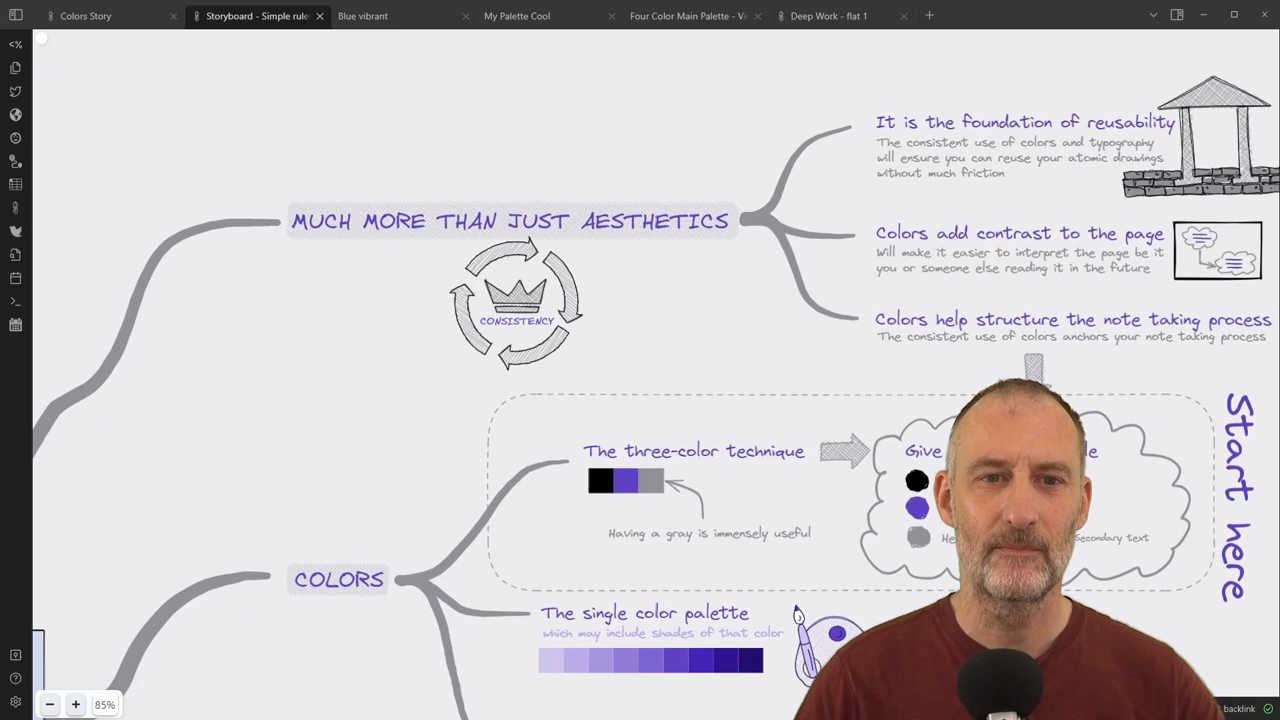 Colors Story
Storyboard - Simple rule
Blue vibrant
My Palette Cool
Four Color Main Palette - Vi
Deep Work - flat 1
It is the foundation of reusability
The consistent use of colors and typography
will ensure you can reuse your atomic drawings
without much friction
MUCH MORE THAN JUST AESTHETICS
Colors add contrast to the page
Will make it easier to interpret the page be it
you or someone else reading it in the future
CONSISTENCY
Colors help structure the note taking process
The consistent use of colors anchors your note taking process
Start here
The three-color technique
Give
Having a gray is immensely useful
Secondary text
COLORS
The single color palette
which may include shades of that color
85%
backlink